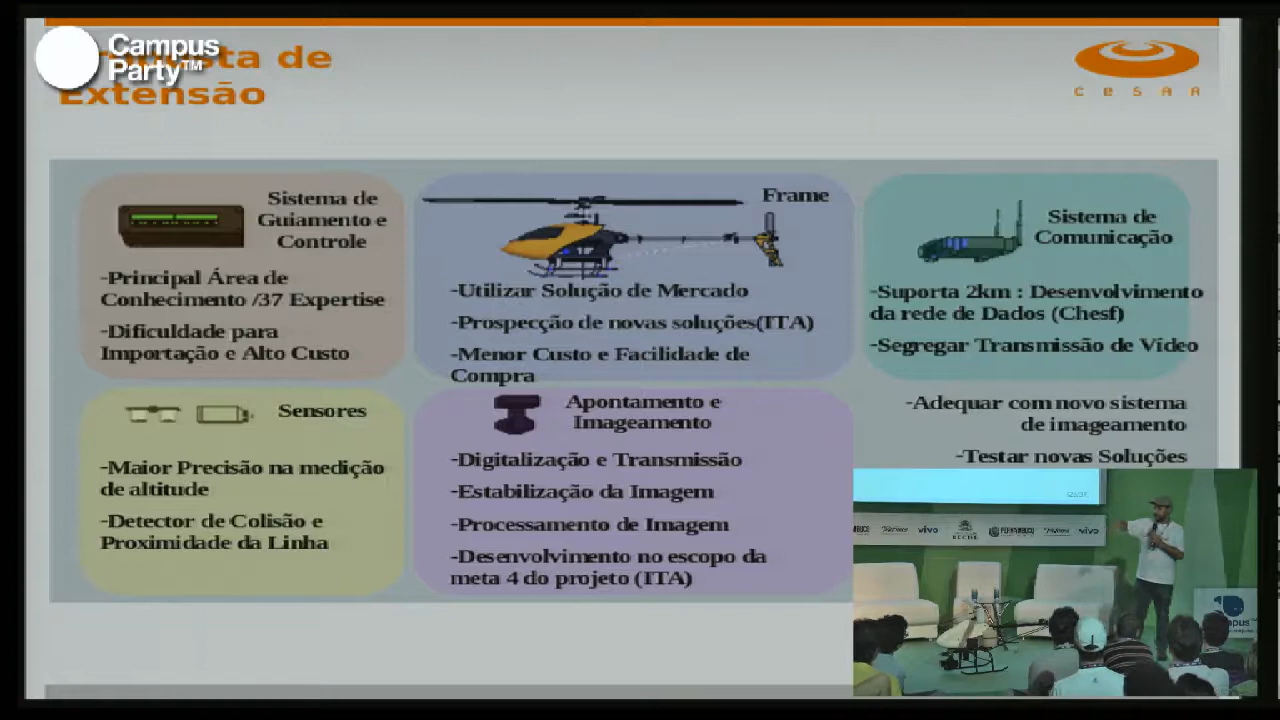 Campus
Party™
sta de
Extensão
CESAR
Sistema de
Guiamento e
Controle
-Principal Área de
Conhecimento /37 Expertise
-Dificuldade para
Importação e Alto Custo
Frame
-Utilizar Solução de Mercado
-Prospecção de novas soluções(ITA)
-Menor Custo e Facilidade de
Compra
Sistema de
Comunicação
-Suporta 2km : Desenvolvimento
da rede de Dados (Chesf)
-Segregar Transmissão de Vídeo
Sensores
-Maior Precisão na medição
de altitude
-Detector de Colisão e
Proximidade da Linha
Apontamento e
Imageamento
-Digitalização e Transmissão
-Estabilização da Imagem
-Processamento de Imagem
-Desenvolvimento no escopo da
meta 4 do projeto (ITA)
-Adequar com novo sistema
de imageamento
-Testar novas Soluções
vivo
RECIFE
PERNAMBUCO
vivo